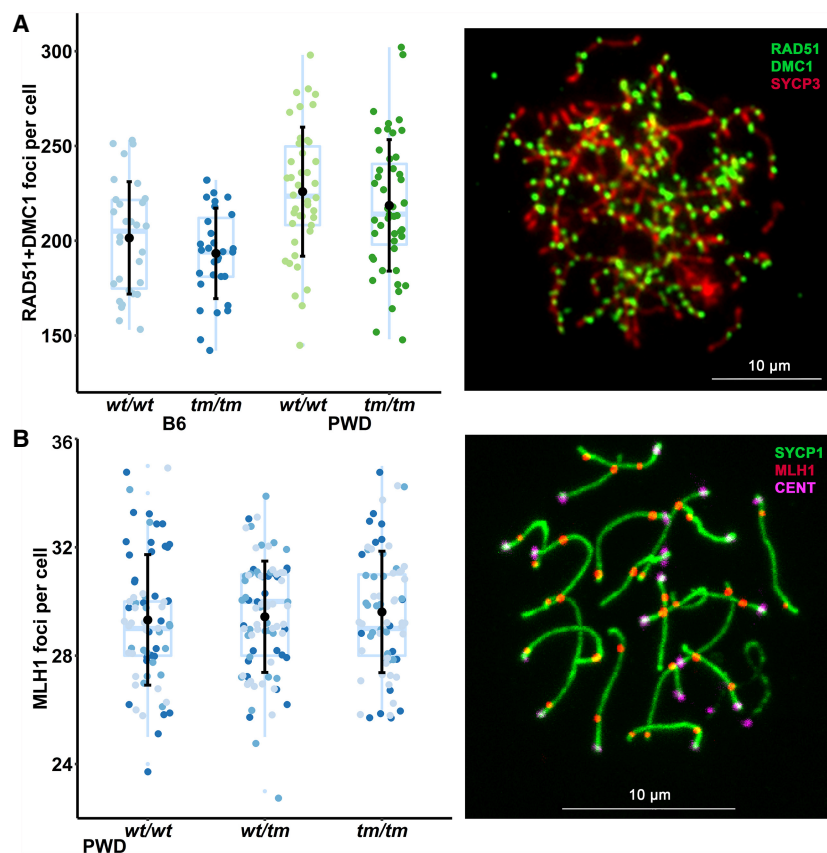 A
RAD51+DMC1 foci per cell
300
250
200
150
wt/wt tm/tm wt/wt tm/tm
B6 PWD
RAD51
DMC1
SYCP3
10 μm
B
MLH1 foci per cell
36
32
28
24
wt/wt wt/tm tm/tm
PWD
SYCP1
MLH1
CENT
10 μm